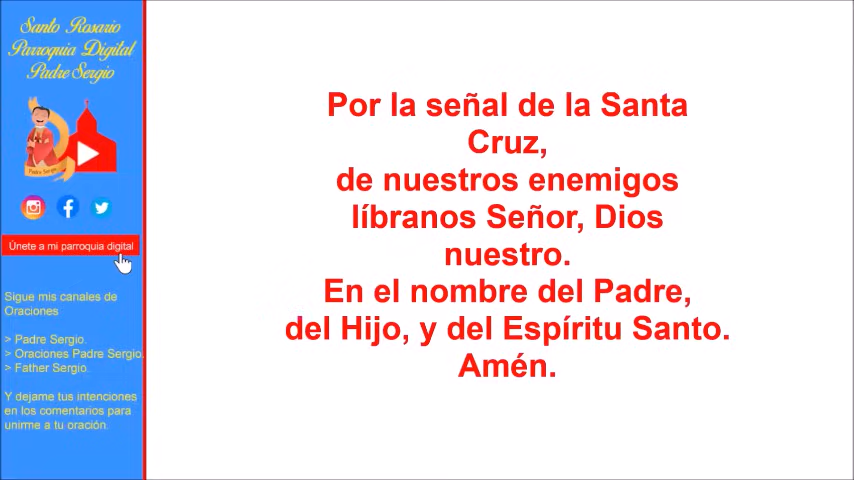 Santo Rosario
Parroquia Digital
Padre Sergio
Padre Sergio
Únete a mi parroquia digital
Sigue mis canales de
Oraciones
> Padre Sergio.
> Oraciones Padre Sergio.
> Father Sergio.
Y dejame tus intenciones
en los comentarios para
unirme a tu oración.
Por la señal de la Santa
Cruz,
de nuestros enemigos
líbranos Señor, Dios
nuestro.
En el nombre del Padre,
del Hijo, y del Espíritu Santo.
Amén.